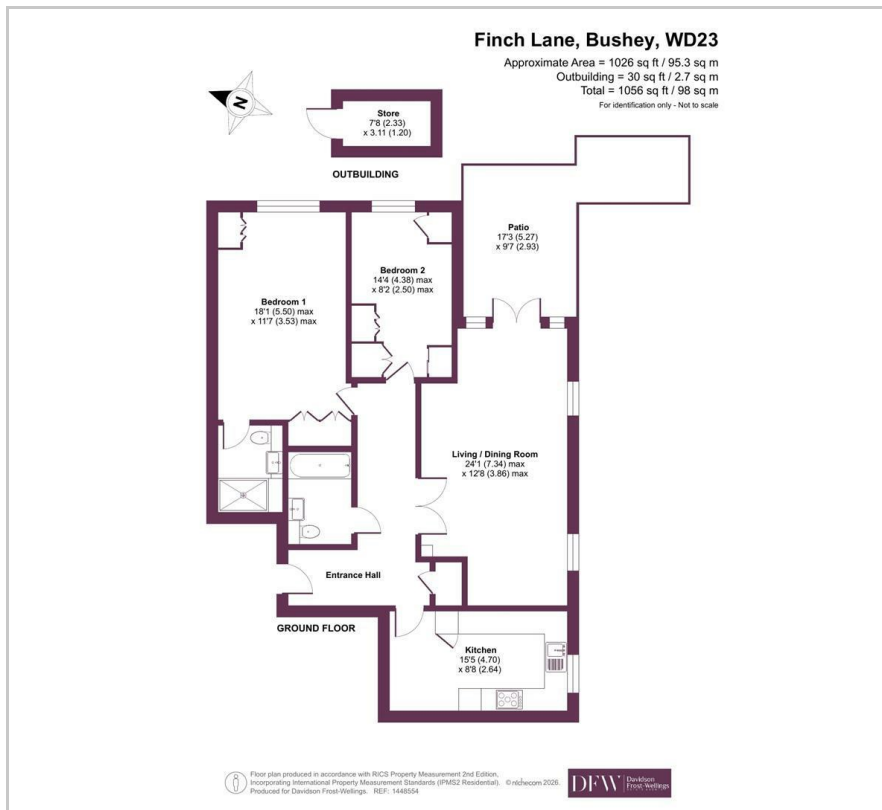 Finch Lane, Bushey, WD23
Approximate Area = 1026 sq ft / 95.3 sq m
Outbuilding = 30 sq ft / 2.7 sq m
Total = 1056 sq ft / 98 sq m
For identification only - Not to scale
N
Store
7'8 (2.33)
x 3.11 (1.20)
OUTBUILDING
Patio
17'3 (5.27)
x 9'7 (2.93)
Bedroom 2
14'4 (4.38) max
x 8'2 (2.50) max
Bedroom 1
18'1 (5.50) max
x 11'7 (3.53) max
Living / Dining Room
24'1 (7.34) max
x 12'8 (3.86) max
Entrance Hall
GROUND FLOOR
Kitchen
15'5 (4.70)
x 8'8 (2.64)
Floor plan produced in accordance with RICS Property Measurement 2nd Edition.
Incorporating International Property Measurement Standards (IPMS2 Residential). © nichecom 2026.
Produced for Davidson Frost-Wellings. REF: 1448554
DFW
Davidson
Frost-Wellings